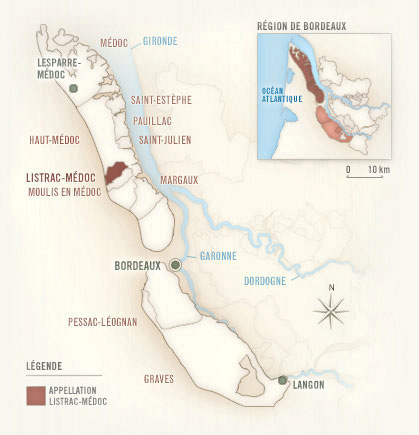 RÉGION DE BORDEAUX
MÉDOC
GIRONDE
LESPARRE-
MÉDOC
OCÉAN
ATLANTIQUE
SAINT-ESTÈPHE
PAUILLAC
HAUT-MÉDOC
SAINT-JULIEN
0 10 km
LISTRAC-MÉDOC
MARGAUX
MOULIS EN MÉDOC
GARONNE
BORDEAUX
DORDOGNE
N
PESSAC-LÉOGNAN
LÉGENDE
GRAVES
LANGON
APPELLATION
LISTRAC-MÉDOC